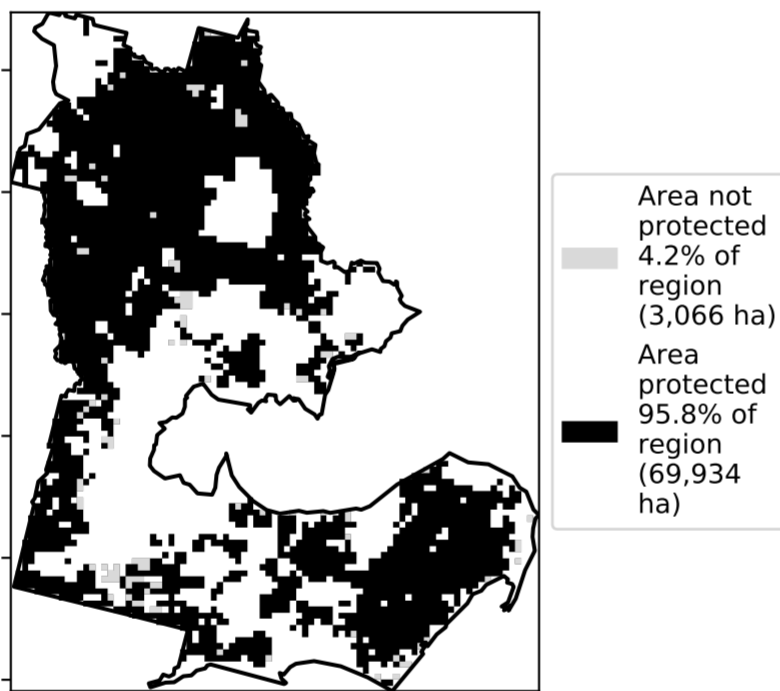 Area not
protected
4.2% of
region
(3,066 ha)
Area
protected
95.8% of
region
(69,934
ha)